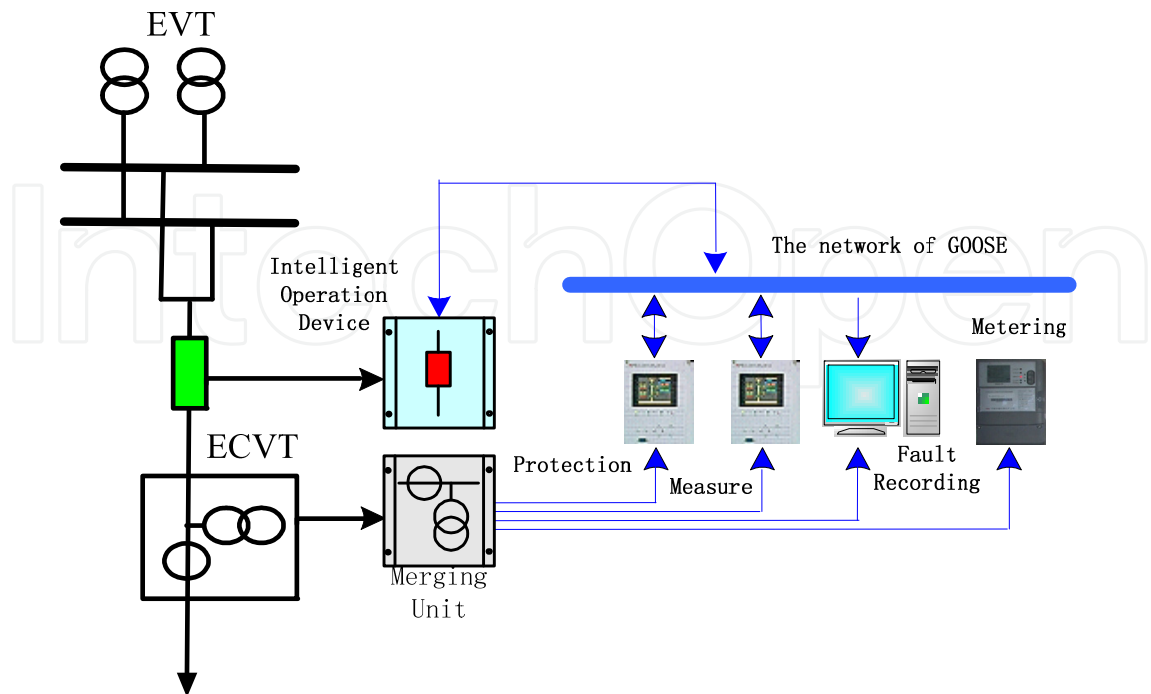 EVT
IntechOpen
The network of GOOSE
Intelligent
Operation
Device
Metering
ECVT
Protection
Measure
Fault
Recording
Merging
Unit